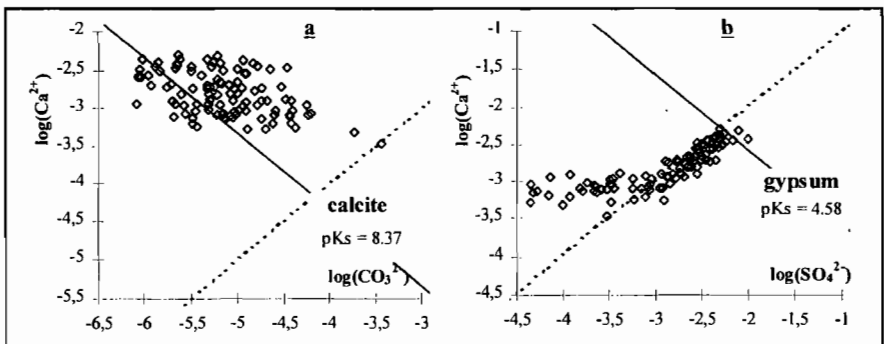 a
-2
-2,5
-3
-3,5
-4
-4,5
-5
-5,5
log(Ca2+)
calcite
pKs = 8.37
log(CO32-)
-6,5 -6 -5,5 -5 -4,5 -4 -3,5 -3
b
-1
-1,5
-2
-2,5
-3
-3,5
-4
-4,5
log(Ca2+)
gypsum
pKs = 4.58
log(SO42-)
-4,5 -4 -3,5 -3 -2,5 -2 -1,5 -1